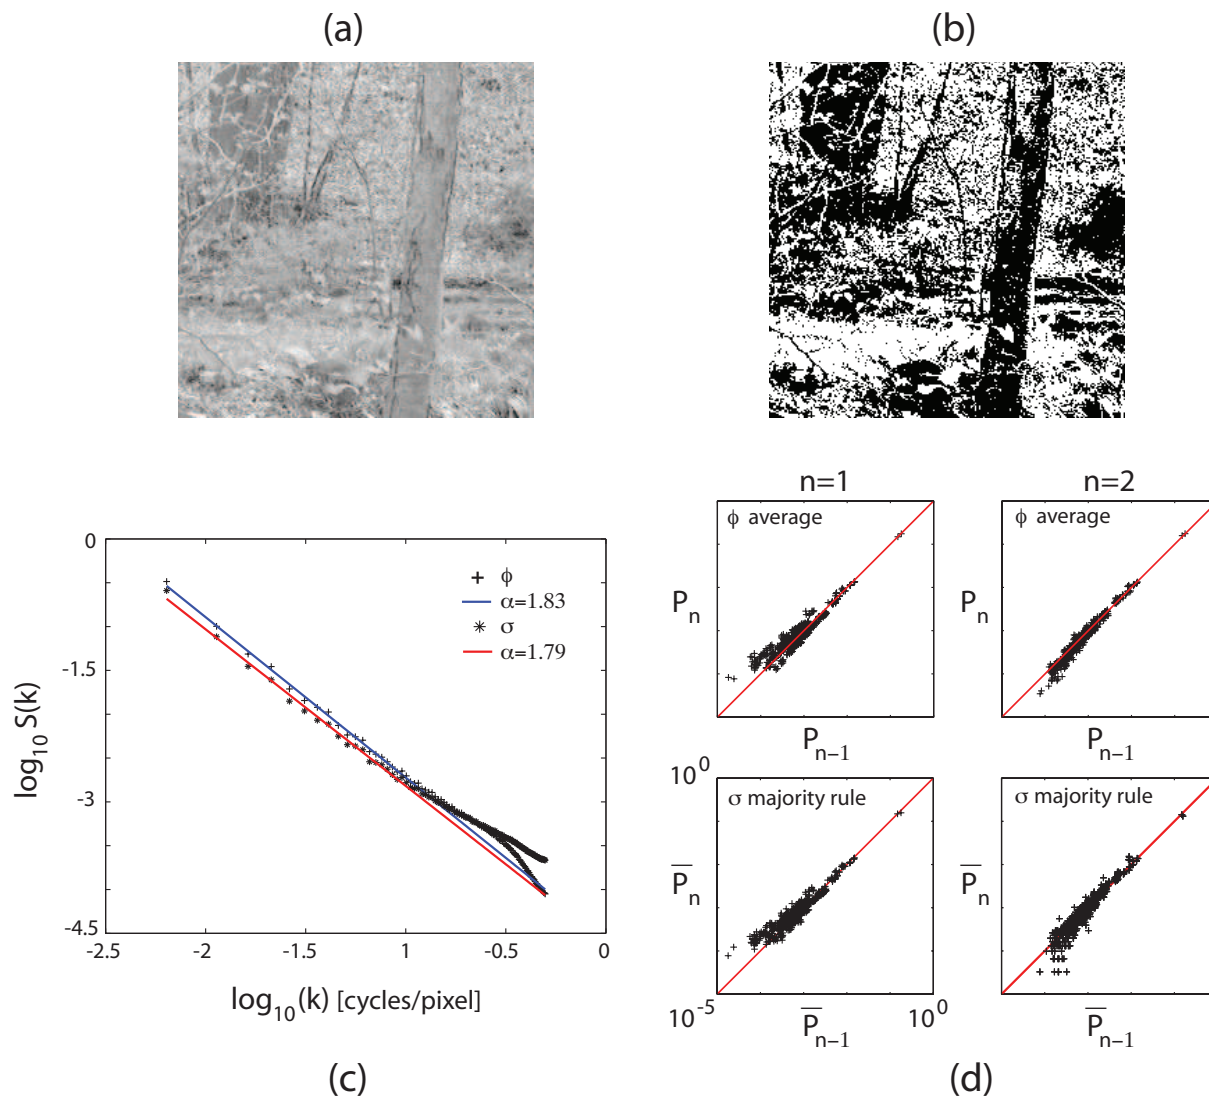 (a)
(b)
0
-1.5
-3
-4.5
-2.5
-2
-1.5
-1
-0.5
0
log10 S(k)
log10(k) [cycles/pixel]
ϕ
α=1.83
σ
α=1.79
(c)
n=1
n=2
ϕ average
ϕ average
Pn
Pn
Pn−1
Pn−1
10^0
σ majority rule
σ majority rule
P̅n
P̅n
10^-5
P̅n−1
10^0
P̅n−1
(d)